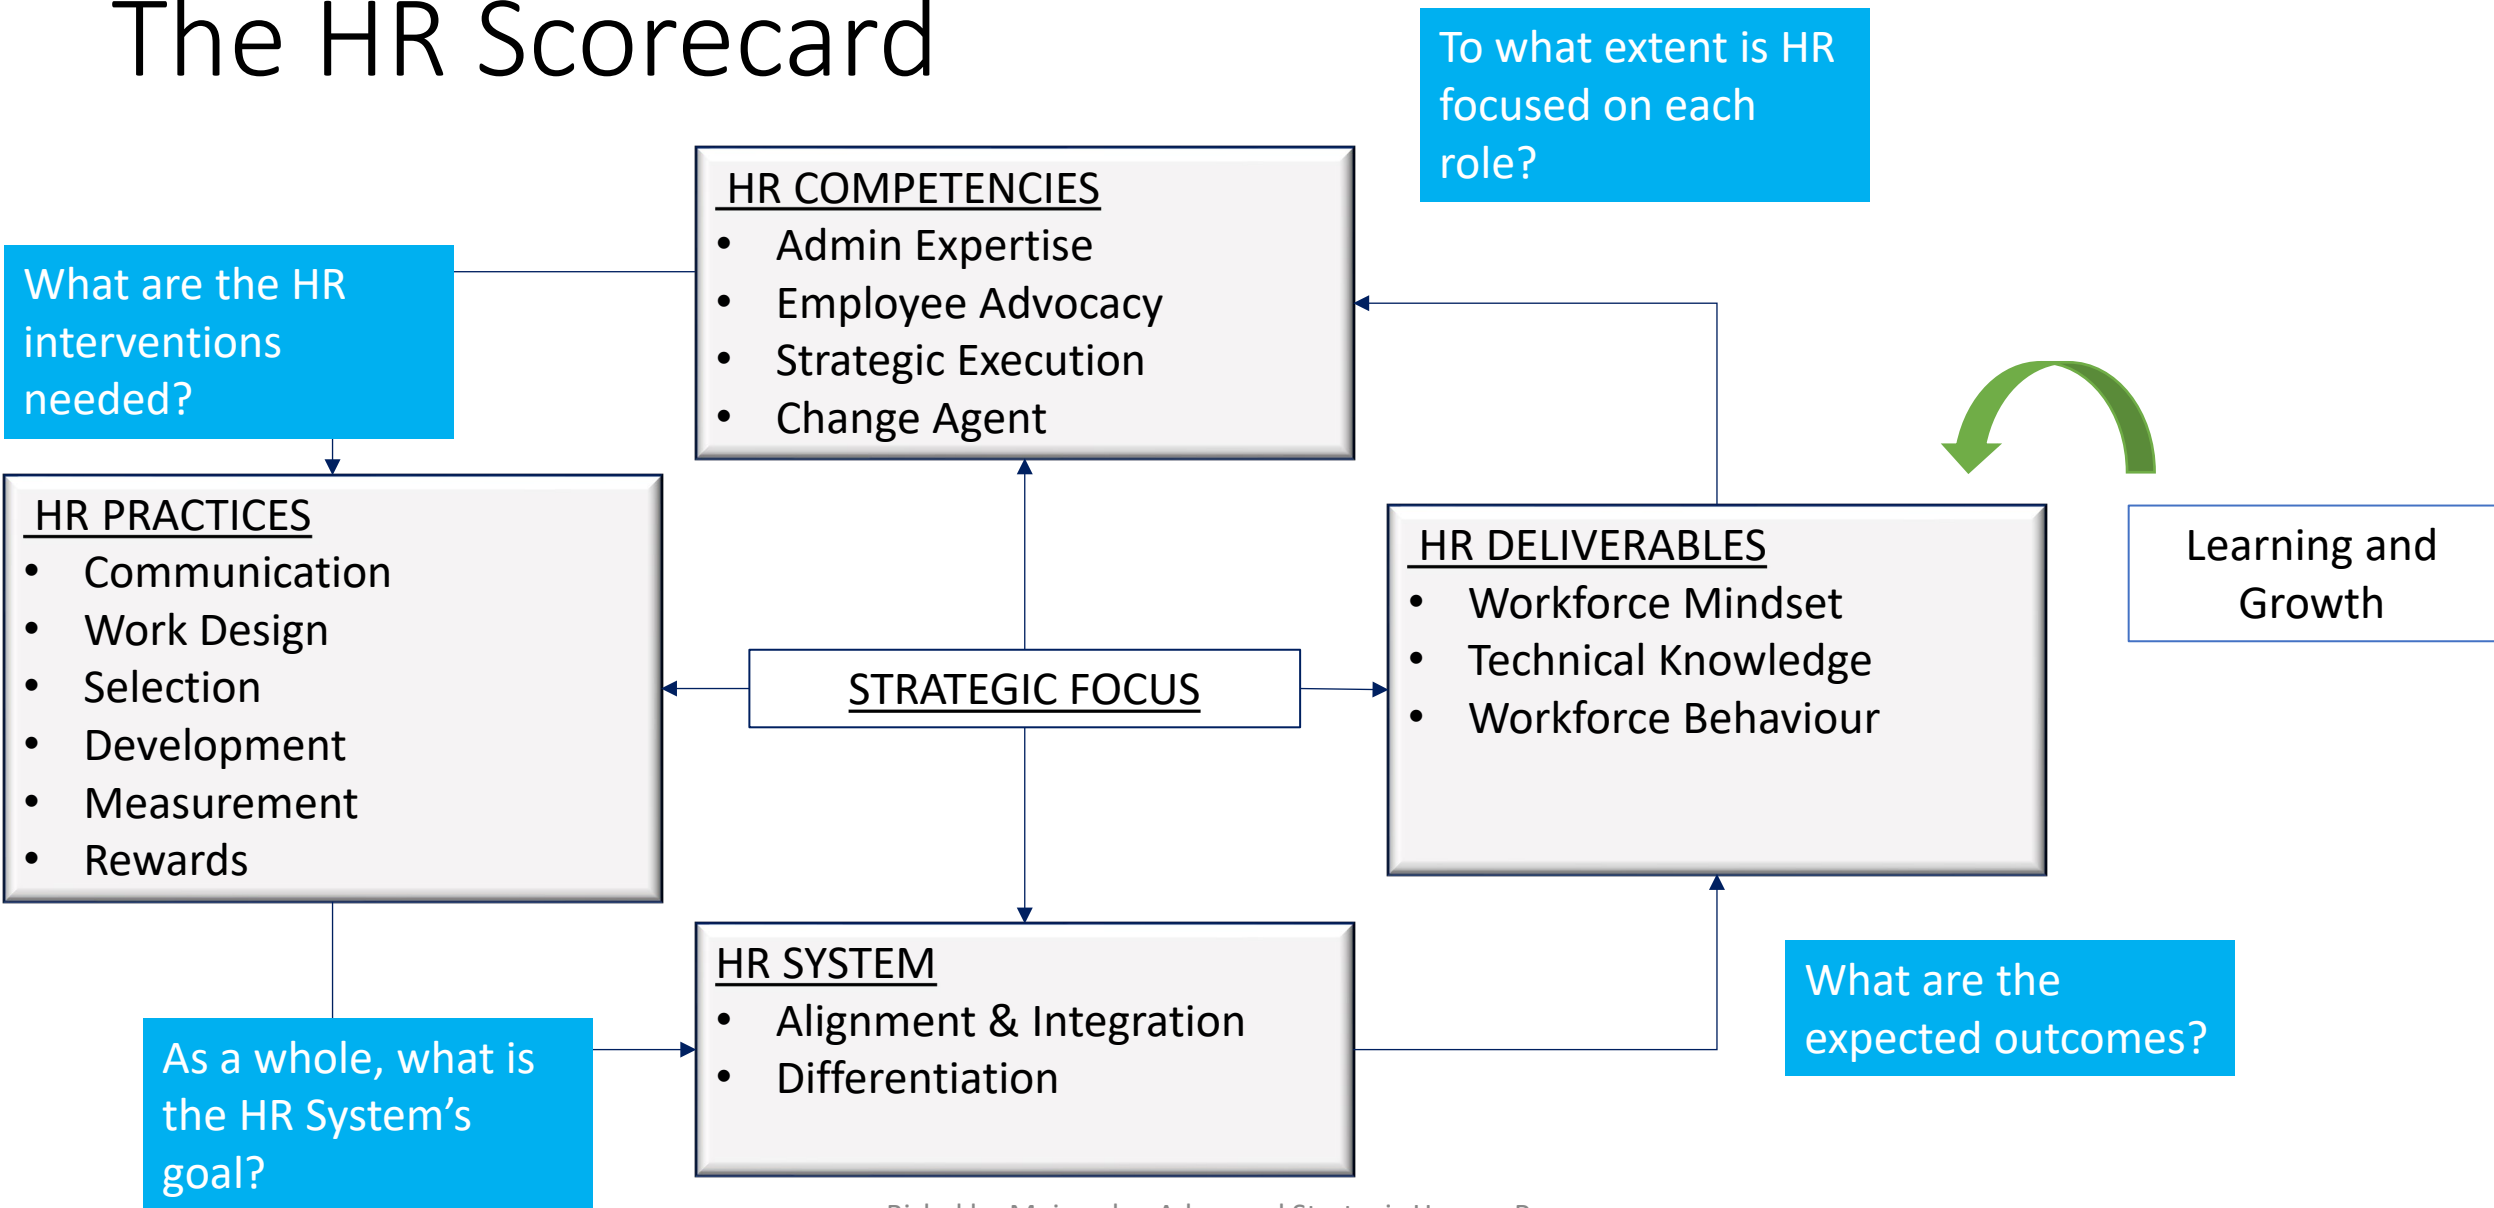 The HR Scorecard
To what extent is HR
focused on each
role?
HR COMPETENCIES
• Admin Expertise
• Employee Advocacy
• Strategic Execution
• Change Agent
What are the HR
interventions
needed?
HR PRACTICES
• Communication
• Work Design
• Selection
• Development
• Measurement
• Rewards
STRATEGIC FOCUS
HR DELIVERABLES
• Workforce Mindset
• Technical Knowledge
• Workforce Behaviour
Learning and
Growth
HR SYSTEM
• Alignment & Integration
• Differentiation
As a whole, what is
the HR System’s
goal?
What are the
expected outcomes?